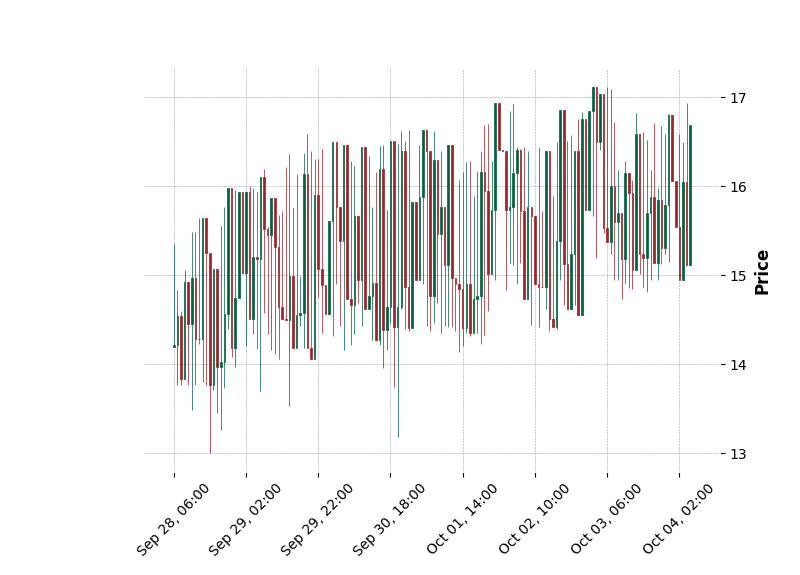 17
16
15
14
13
Price
Sep 28, 06:00
Sep 29, 02:00
Sep 29, 22:00
Sep 30, 18:00
Oct 01, 14:00
Oct 02, 10:00
Oct 03, 06:00
Oct 04, 02:00